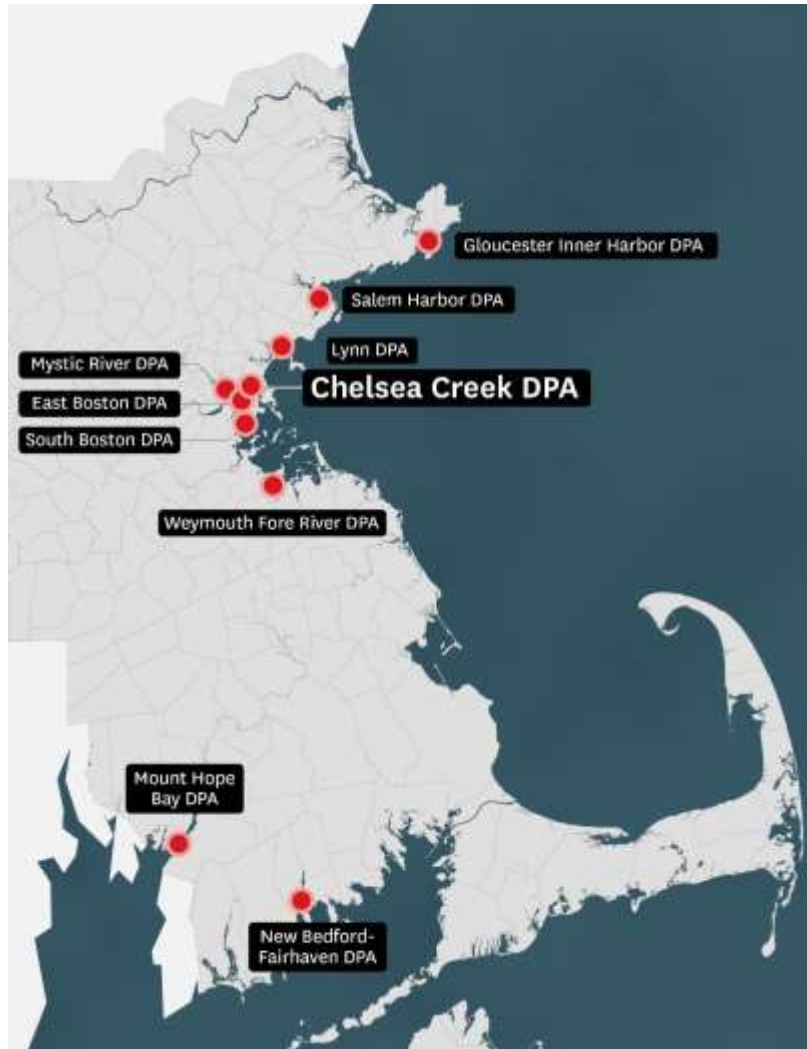 Gloucester Inner Harbor DPA
Salem Harbor DPA
Lynn DPA
Mystic River DPA
Chelsea Creek DPA
East Boston DPA
South Boston DPA
Weymouth Fore River DPA
Mount Hope
Bay DPA
New Bedford-
Fairhaven DPA